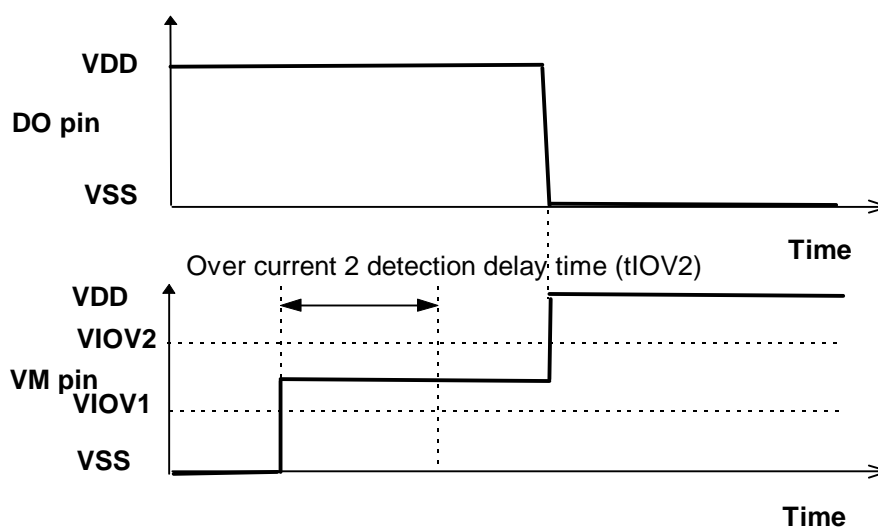 VDD
DO pin
VSS
Time
Over current 2 detection delay time (tIOV2)
VDD
VIOV2
VM pin
VIOV1
VSS
Time